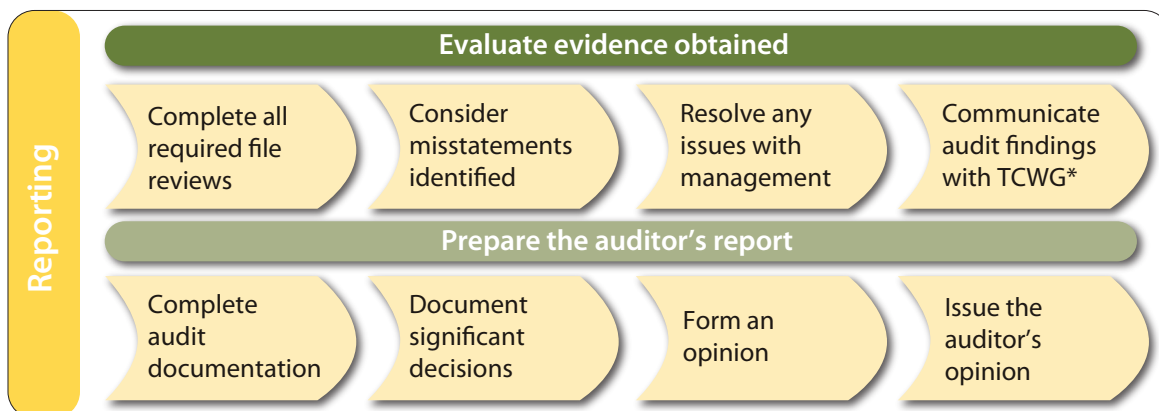 Reporting
Evaluate evidence obtained
Complete all
required file
reviews
Consider
misstatements
identified
Resolve any
issues with
management
Communicate
audit findings
with TCWG*
Prepare the auditor's report
Complete
audit
documentation
Document
significant
decisions
Form an
opinion
Issue the
auditor's
opinion